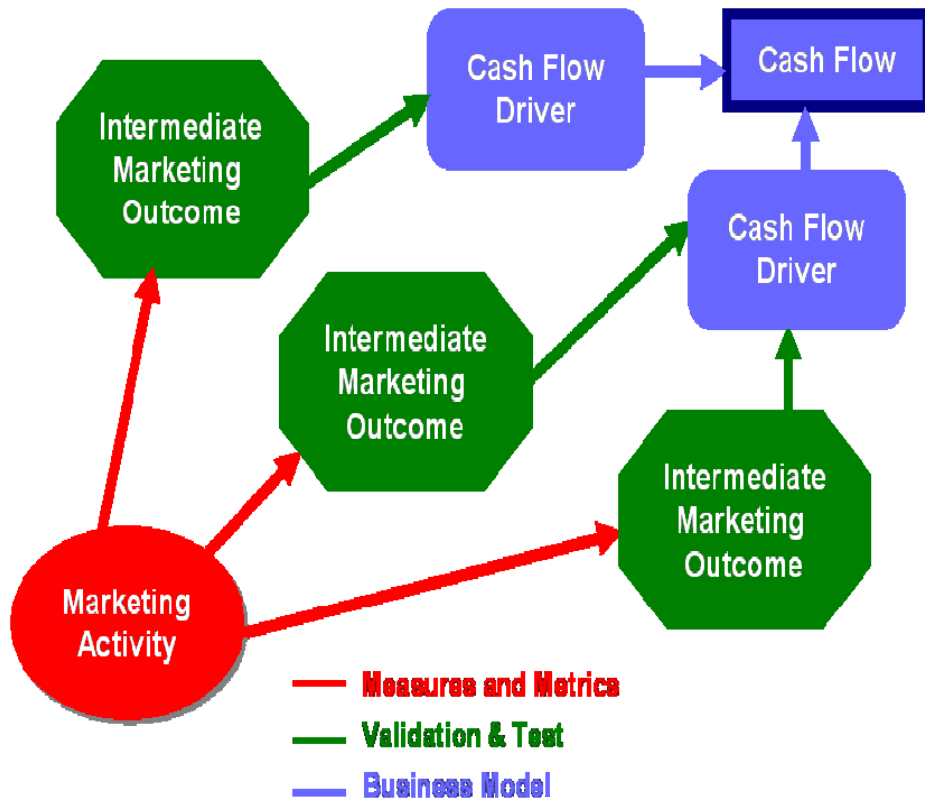 Cash Flow
Driver
Cash Flow
Intermediate
Marketing
Outcome
Cash Flow
Driver
Intermediate
Marketing
Outcome
Intermediate
Marketing
Outcome
Marketing
Activity
Measures and Metrics
Validation & Test
Business Model